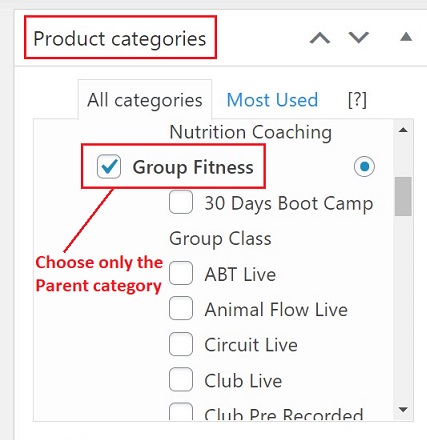 Product categories
All categories Most Used [?]
Nutrition Coaching
Group Fitness
30 Days Boot Camp
Group Class
Choose only the
Parent category
ABT Live
Animal Flow Live
Circuit Live
Club Live
Club Pre Recorded